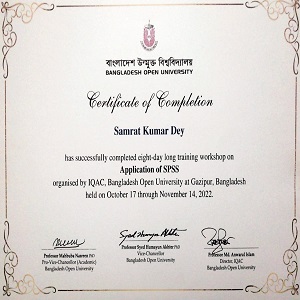 বাংলাদেশ উন্মুক্ত বিশ্ববিদ্যালয়
BANGLADESH OPEN UNIVERSITY
Certificate of Completion
Samrat Kumar Dey
has successfully completed eight-day long training workshop on
Application of SPSS
organised by IQAC, Bangladesh Open University at Gazipur, Bangladesh
held on October 17 through November 14, 2022.
Professor Mahbuba Nasreen PhD
Pro-Vice-Chancellor (Academic)
Bangladesh Open University
Syed Humayun Akhter
Professor Syed Humayun Akhter PhD
Vice-Chancellor
Bangladesh Open University
Professor Md. Anwarul Islam
Director, IQAC
Bangladesh Open University